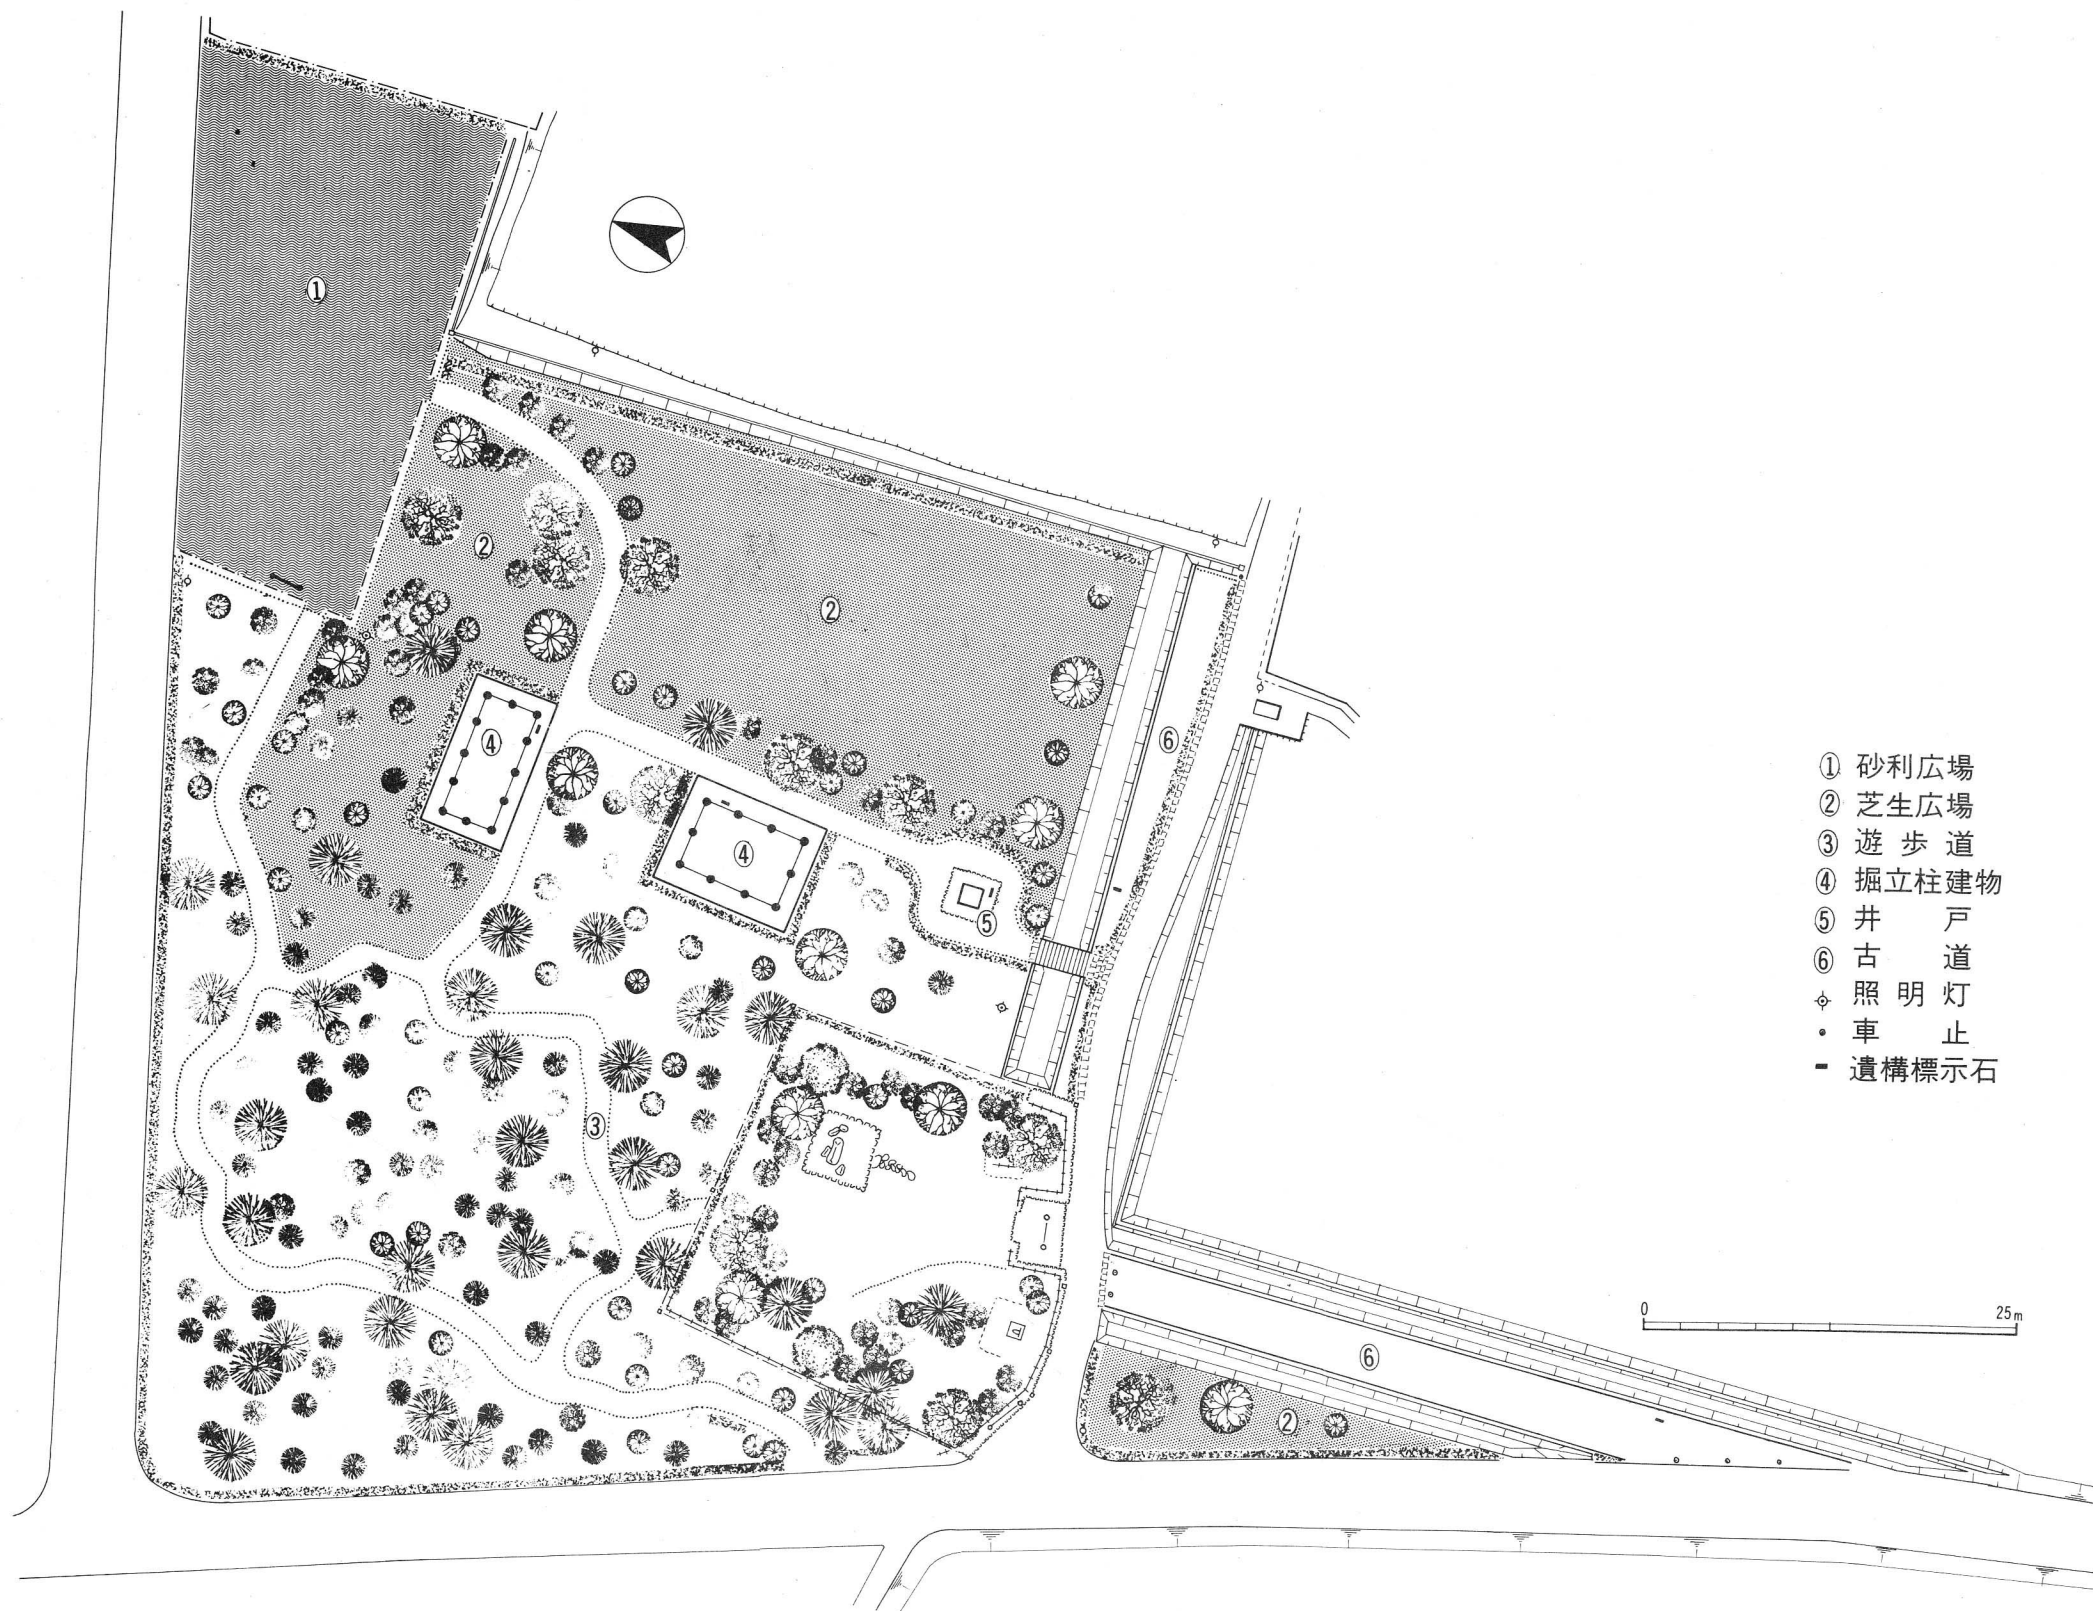 ①
②
②
④
④
⑥
⑤
③
⑥
②
① 砂利広場
② 芝生広場
③ 遊歩道
④ 掘立柱建物
⑤ 井戸
⑥ 古道
照明灯
車止
遺構標示石
0 25m